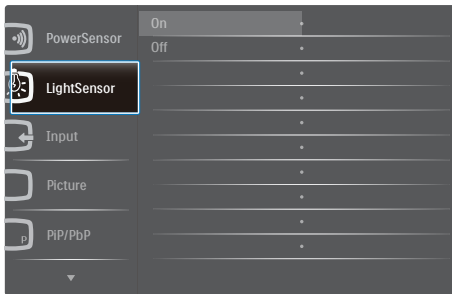 PowerSensor
LightSensor
Input
Picture
P
PiP/PbP
On
Off